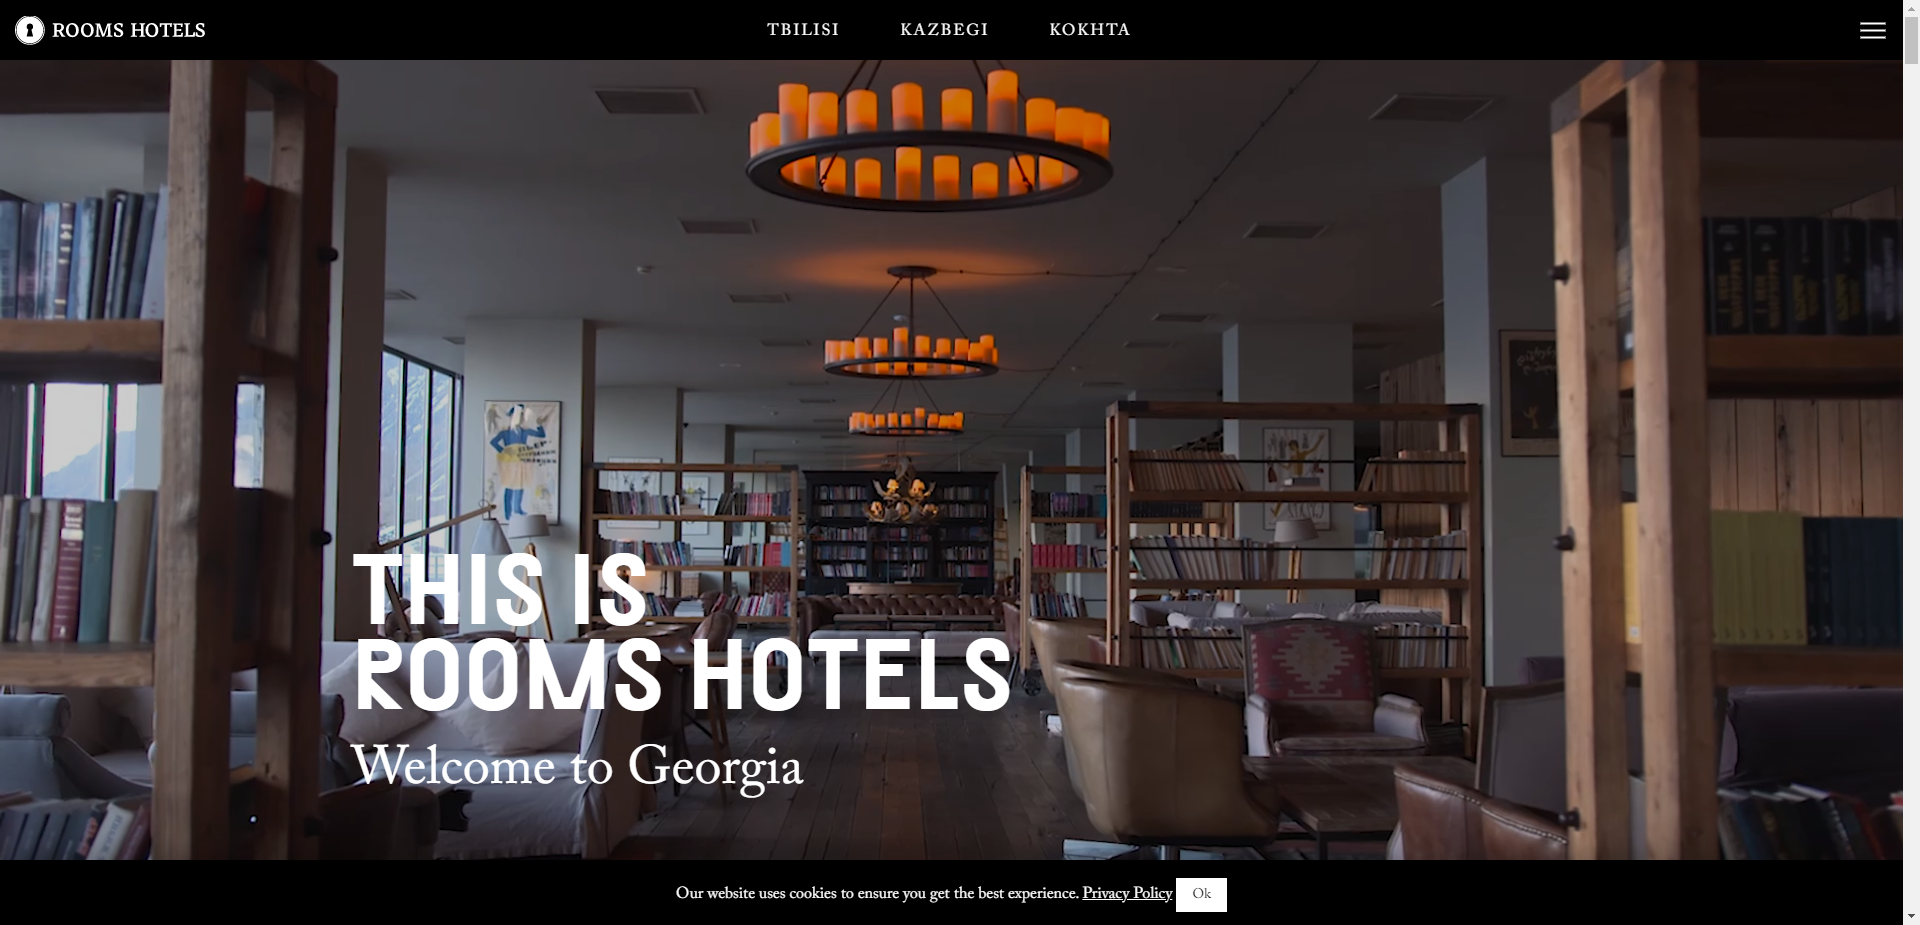 ROOMS HOTELS
TBILISI KAZBEGI KOKHTA
THIS IS
ROOMS HOTELS
Welcome to Georgia
Our website uses cookies to ensure you get the best experience. Privacy Policy Ok